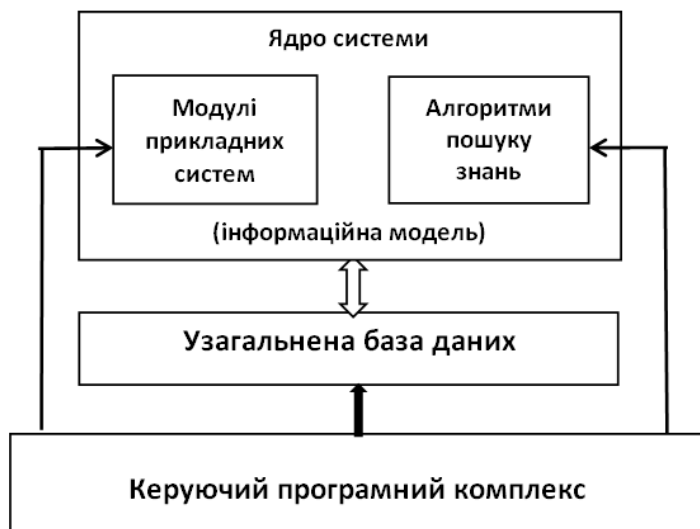 Ядро системи
Модулі
прикладних
систем
Алгоритми
пошуку
знань
(інформаційна модель)
Узагальнена база даних
Керуючий програмний комплекс